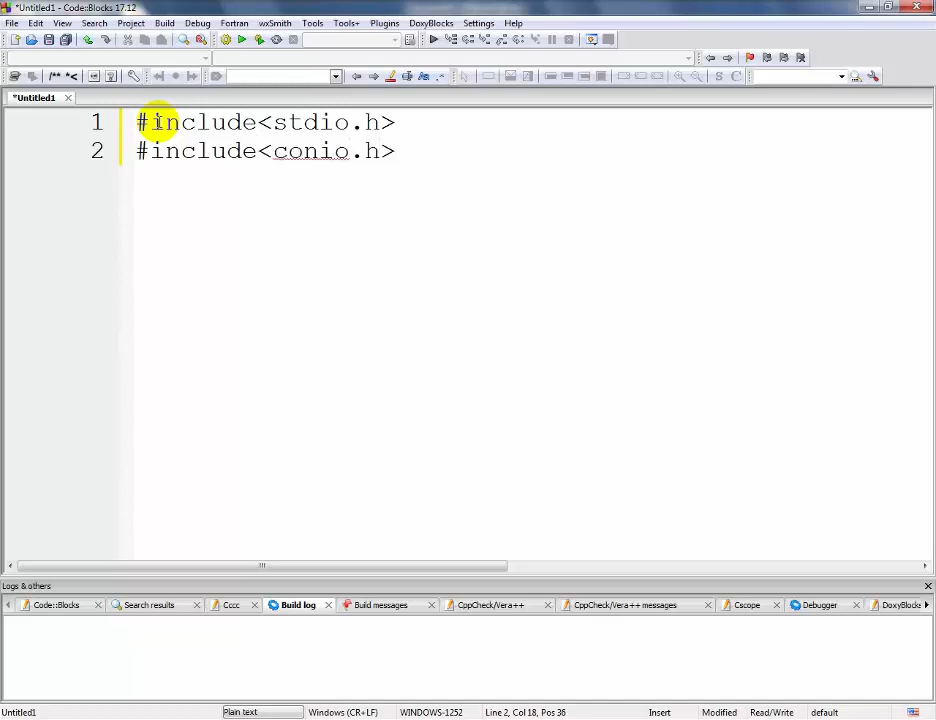 *Untitled1 - Code::Blocks 17.12
File Edit View Search Project Build Debug Fortran wxSmith Tools Tools+ Plugins DoxyBlocks Settings Help
/** *<
S C
*Untitled1
1 #include<stdio.h>
2 #include<conio.h>
Logs & others
Code::Blocks Search results Cccc Build log Build messages CppCheck/Vera++ CppCheck/Vera++ messages Cscope Debugger DoxyBlocks
Untitled1 Plain text Windows (CR+LF) WINDOWS-1252 Line 2, Col 18, Pos 36 Insert Modified Read/Write default